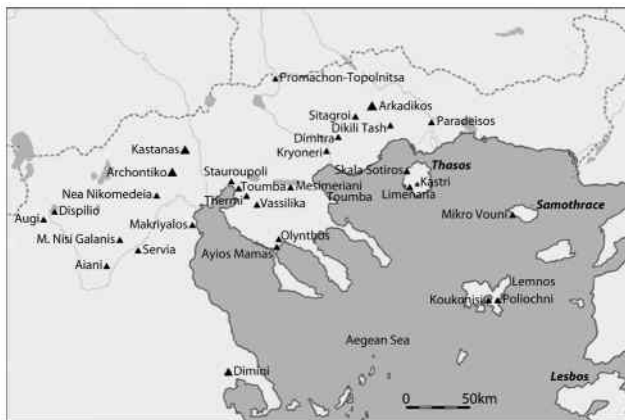 Promachon-Topolnitsa
Arkadikos
Sitagroi
Dikili Tash
Paradeisos
Dimitra
Kryoneri
Kastanas
Archontiko
Stauroupoli
Toumba
Mesimeriani
Toumba
Skala Sotiros
Thasos
Kastri
Limenaria
Nea Nikomedeia
Thermi
Vassilika
Dispilio
Augi
Makriyalos
Mikro Vouni
Samothrace
M. Nisi Galanis
Servia
Olynthus
Aiani
Ayios Mamas
Lemnos
Koukonisi
Poliochni
Aegean Sea
Dimini
Lesbos
0
50km